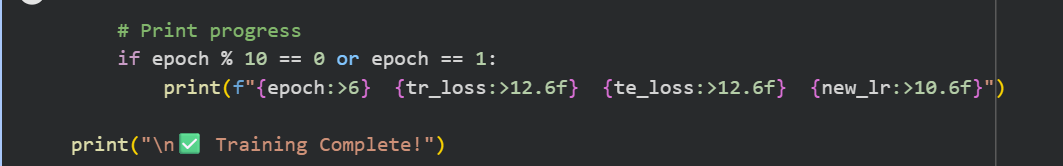 # Print progress
if epoch % 10 == 0 or epoch == 1:
print(f"{epoch:>6}  {tr_loss:>12.6f}  {te_loss:>12.6f}  {new_lr:>10.6f}")
print("\n✅ Training Complete!")